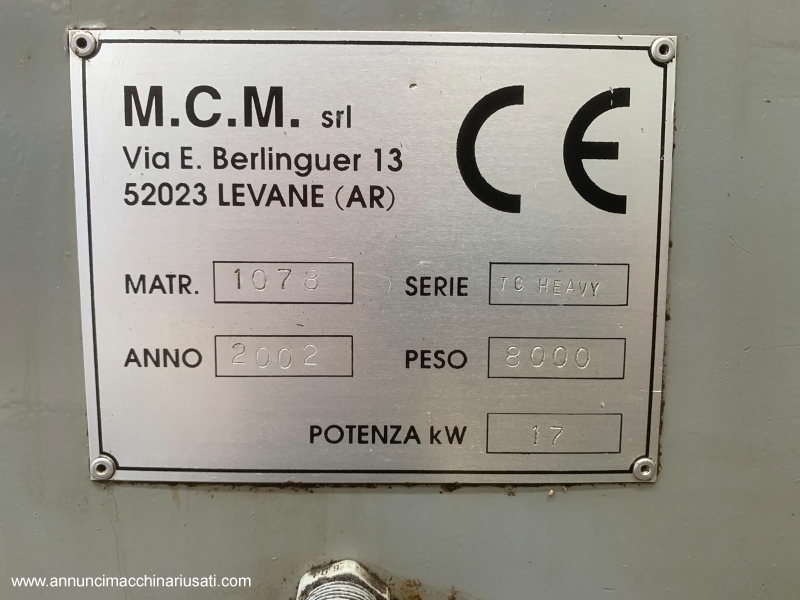 M.C.M. srl
Via E. Berlinguer 13
52023 LEVANE (AR)
CE
MATR. 1078
SERIE TC HEAVY
ANNO 2002
PESO 8000
POTENZA kW 17
www.annuncimacchinariusati.com